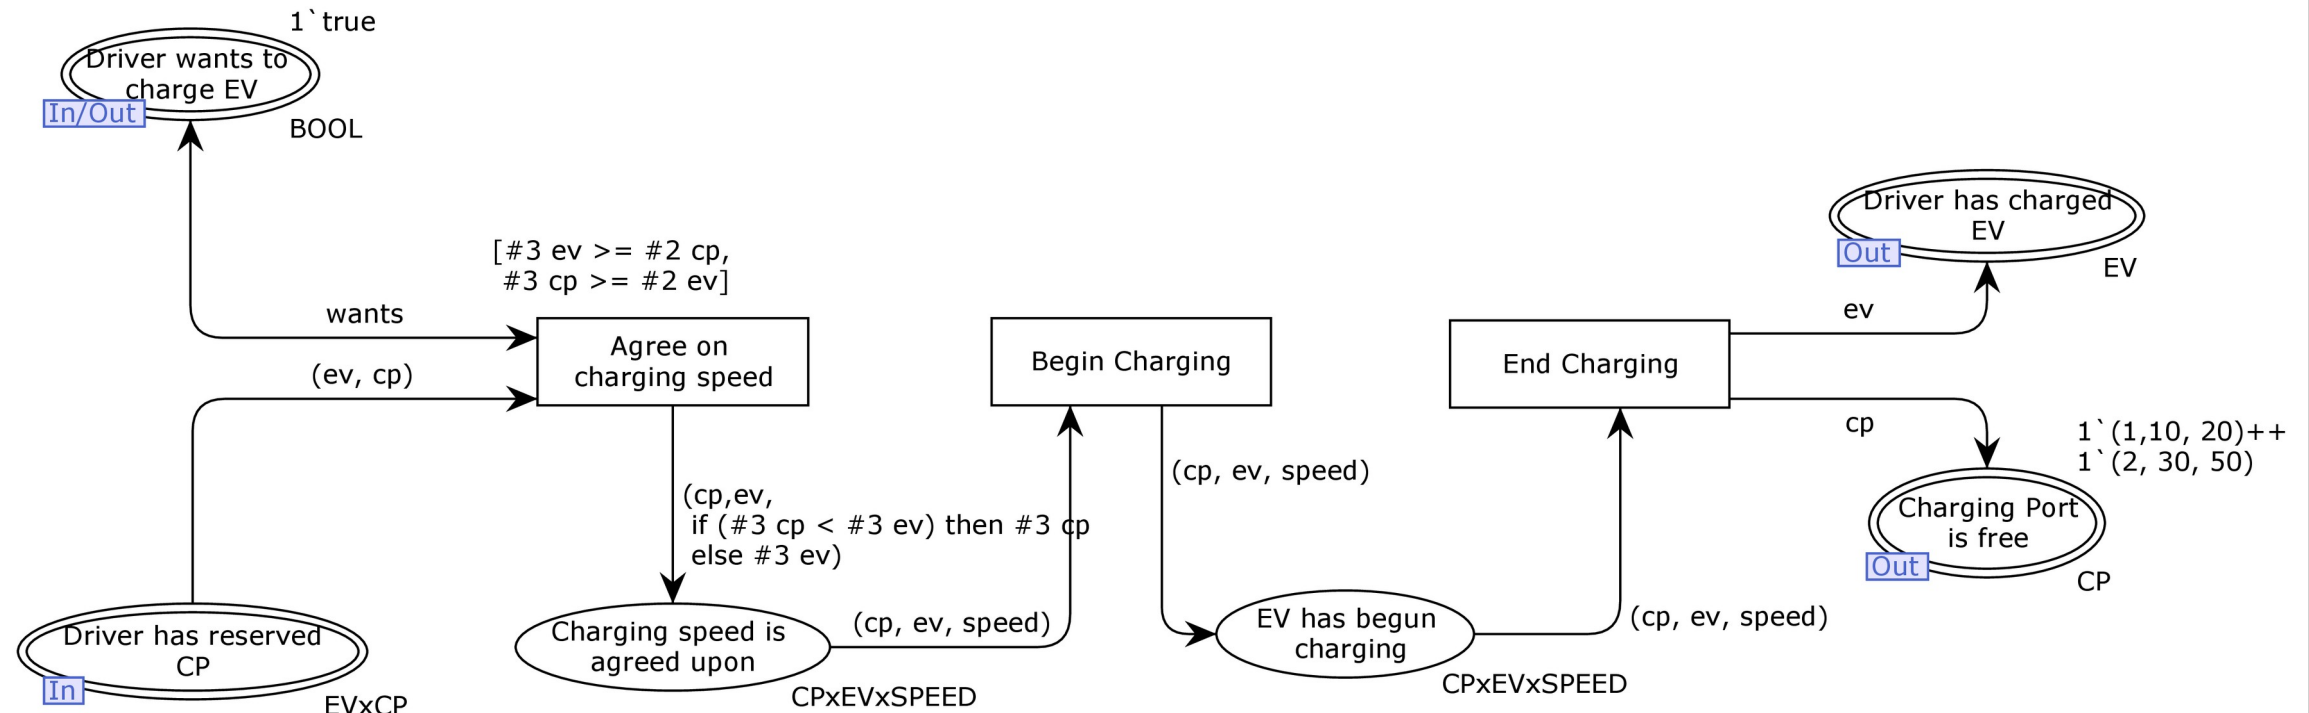 1`true
Driver wants to
charge EV
In/Out
BOOL
[#3 ev >= #2 cp,
#3 cp >= #2 ev]
wants
(ev, cp)
Agree on
charging speed
Begin Charging
End Charging
Driver has charged
EV
Out
EV
ev
cp
1`(1,10, 20)++
1`(2, 30, 50)
(cp, ev, speed)
(cp,ev,
if (#3 cp < #3 ev) then #3 cp
else #3 ev)
Charging Port
is free
Out
CP
Driver has reserved
CP
In
EVxCP
Charging speed is
agreed upon
CPxEVxSPEED
(cp, ev, speed)
EV has begun
charging
CPxEVxSPEED
(cp, ev, speed)